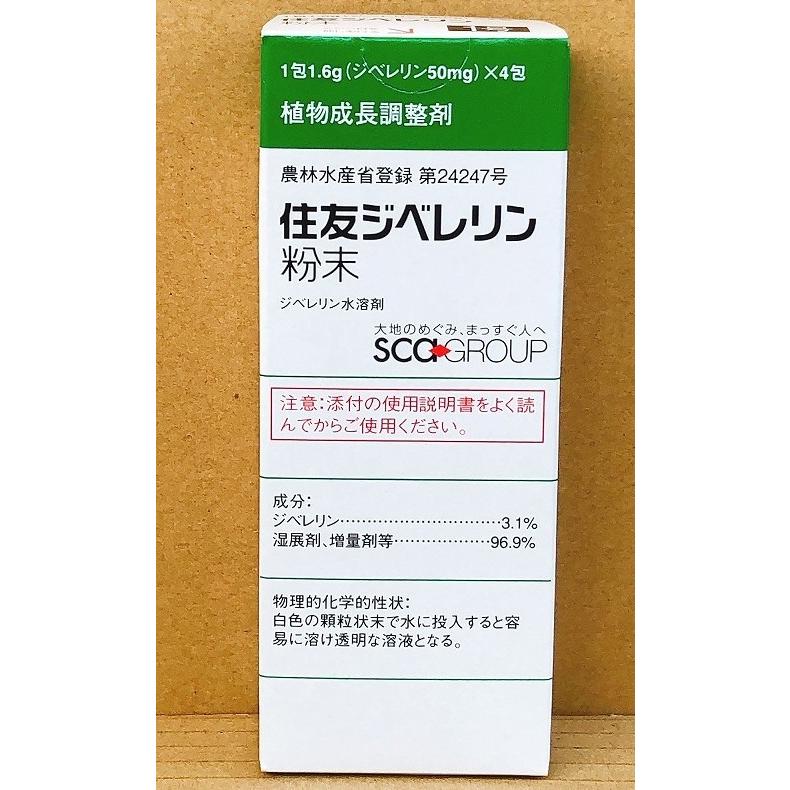 1包1.6g(ジベレリン50mg)×4包
植物成長調整剤
農林水産省登録 第24247号
住友ジベレリン
粉末
ジベレリン水溶剤
大地のめぐみ、まっすぐ人へ
SCA GROUP
注意:添付の使用説明書をよく読
んでからご使用ください。
成分:
ジベレリン……………………………3.1%
湿展剤、増量剤等………………96.9%
物理的化学的性状:
白色の顆粒状末で水に投入すると容
易に溶け透明な溶液となる。